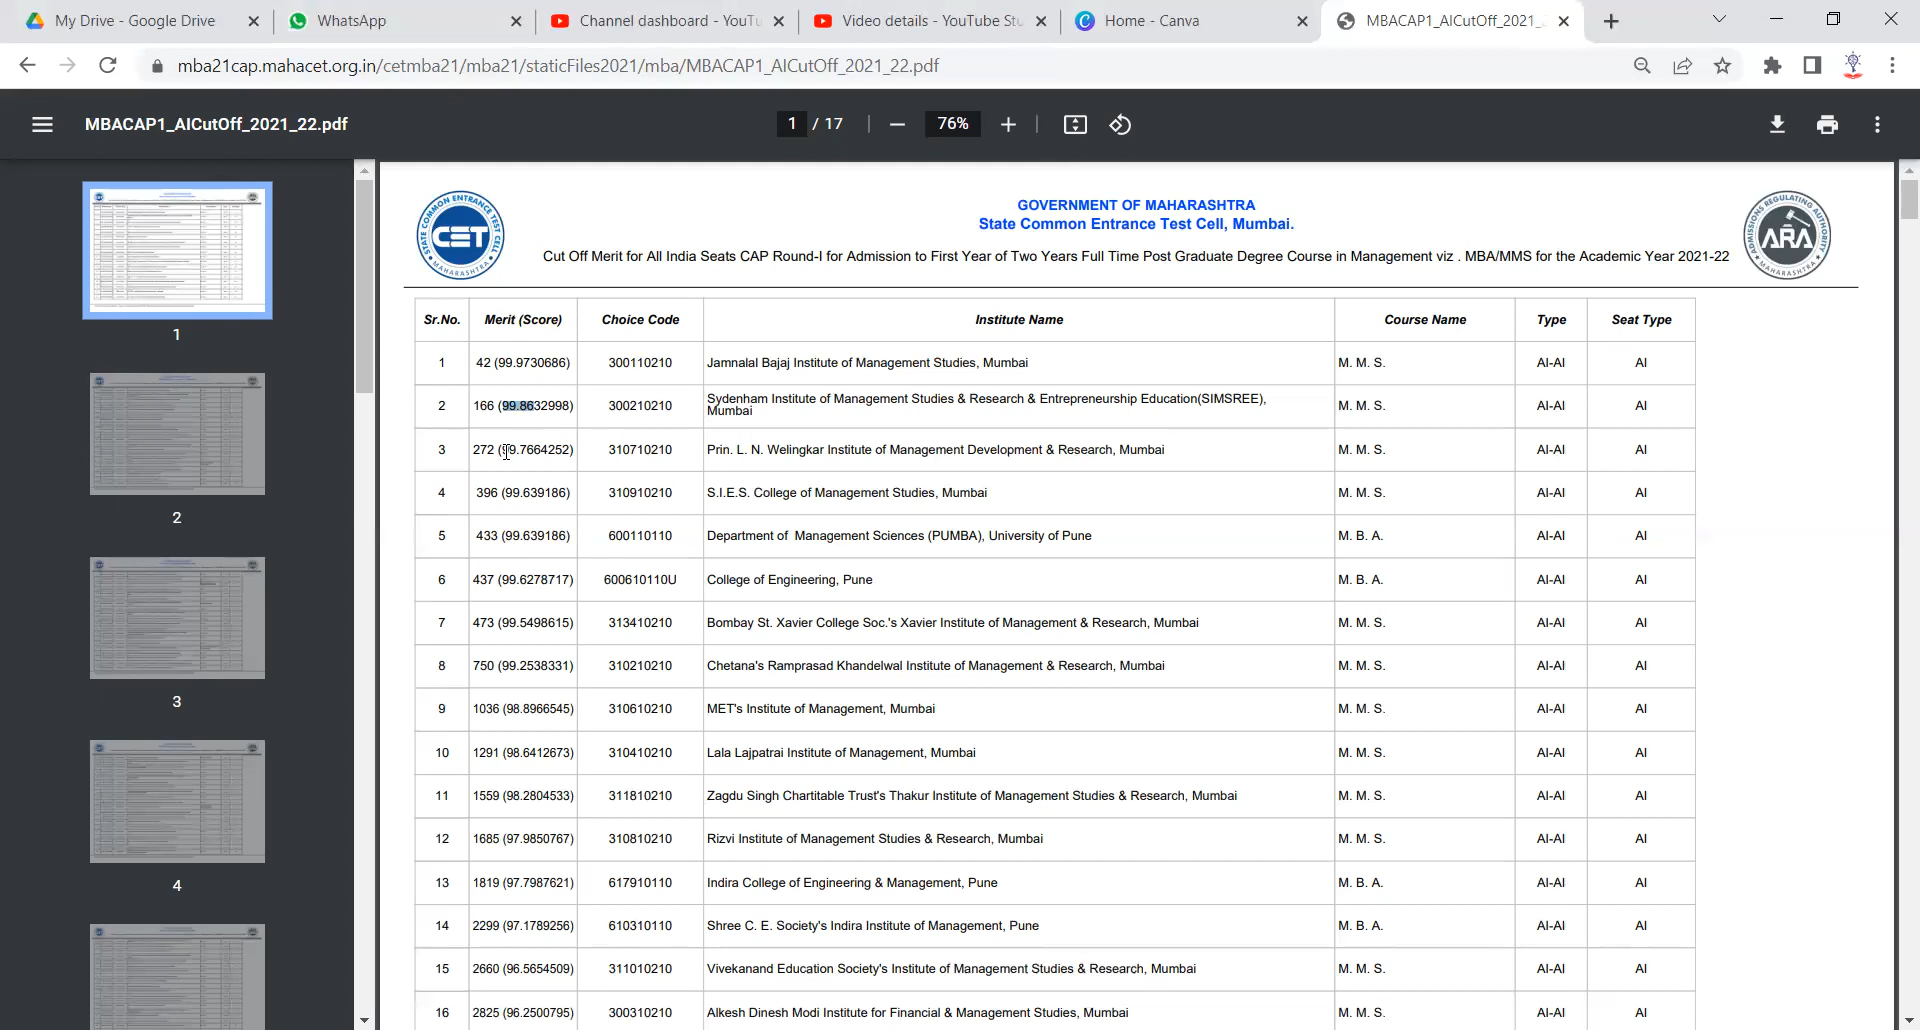 My Drive - Google Drive
WhatsApp
Channel dashboard - YouTu
Video details - YouTube Stu
Home - Canva
MBACAP1_AICutOff_2021_
mba21cap.mahacet.org.in/cetmba21/mba21/staticFiles2021/mba/MBACAP1_AICutOff_2021_22.pdf
MBACAP1_AICutOff_2021_22.pdf
1 / 17
76%
1
2
3
4
STATE COMMON ENTRANCE TEST CELL
CET
MAHARASHTRA
GOVERNMENT OF MAHARASHTRA
State Common Entrance Test Cell, Mumbai.
Cut Off Merit for All India Seats CAP Round-I for Admission to First Year of Two Years Full Time Post Graduate Degree Course in Management viz . MBA/MMS for the Academic Year 2021-22
ADMISSIONS REGULATING AUTHORITY
ARA
MAHARASHTRA
Sr.No. Merit (Score) Choice Code Institute Name Course Name Type Seat Type
1 42 (99.9730686) 300110210 Jamnalal Bajaj Institute of Management Studies, Mumbai M. M. S. AI-AI AI
2 166 (99.8632998) 300210210 Sydenham Institute of Management Studies & Research & Entrepreneurship Education(SIMSREE), M. M. S. AI-AI AI
Mumbai
3 272 (99.7664252) 310710210 Prin. L. N. Welingkar Institute of Management Development & Research, Mumbai M. M. S. AI-AI AI
4 396 (99.639186) 310910210 S.I.E.S. College of Management Studies, Mumbai M. M. S. AI-AI AI
5 433 (99.639186) 600110110 Department of Management Sciences (PUMBA), University of Pune M. B. A. AI-AI AI
6 437 (99.6278717) 600610110U College of Engineering, Pune M. B. A. AI-AI AI
7 473 (99.5498615) 313410210 Bombay St. Xavier College Soc.'s Xavier Institute of Management & Research, Mumbai M. M. S. AI-AI AI
8 750 (99.2538331) 310210210 Chetana's Ramprasad Khandelwal Institute of Management & Research, Mumbai M. M. S. AI-AI AI
9 1036 (98.8966545) 310610210 MET's Institute of Management, Mumbai M. M. S. AI-AI AI
10 1291 (98.6412673) 310410210 Lala Lajpatrai Institute of Management, Mumbai M. M. S. AI-AI AI
11 1559 (98.2804533) 311810210 Zagdu Singh Chartitable Trust's Thakur Institute of Management Studies & Research, Mumbai M. M. S. AI-AI AI
12 1685 (97.9850767) 310810210 Rizvi Institute of Management Studies & Research, Mumbai M. M. S. AI-AI AI
13 1819 (97.7987621) 617910110 Indira College of Engineering & Management, Pune M. B. A. AI-AI AI
14 2299 (97.1789256) 610310110 Shree C. E. Society's Indira Institute of Management, Pune M. B. A. AI-AI AI
15 2660 (96.5654509) 311010210 Vivekanand Education Society's Institute of Management Studies & Research, Mumbai M. M. S. AI-AI AI
16 2825 (96.2500795) 300310210 Alkesh Dinesh Modi Institute for Financial & Management Studies, Mumbai M. M. S. AI-AI AI